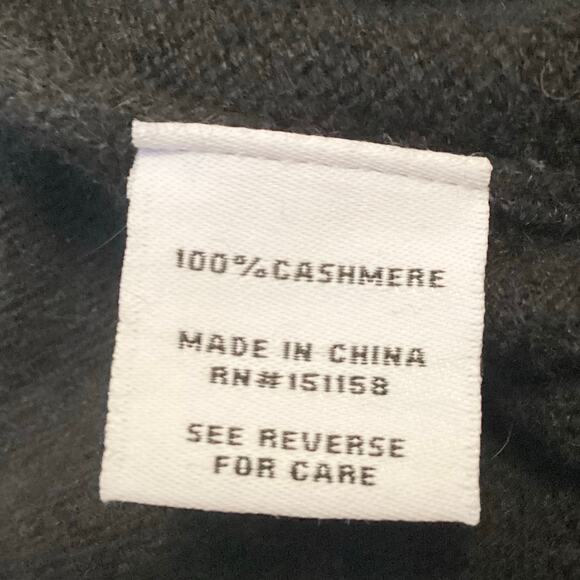 100%CASHMERE
MADE IN CHINA
RN#151158
SEE REVERSE
FOR CARE